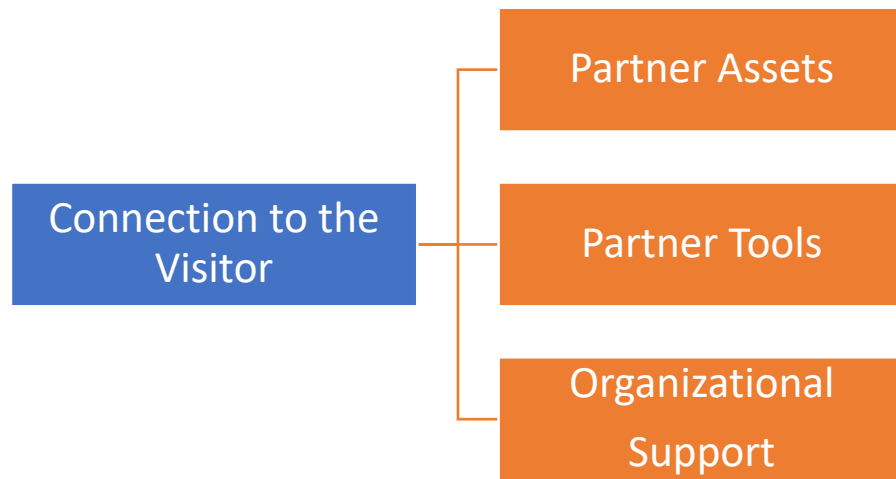 Partner Assets
Connection to the
Visitor
Partner Tools
Organizational
Support